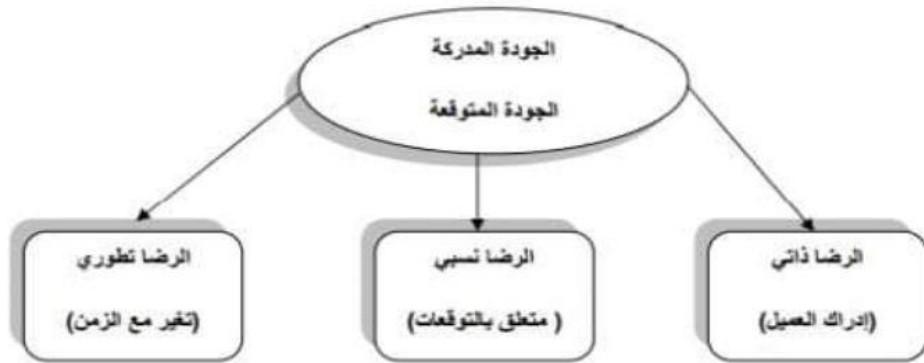 الجودة المدركة
الجودة المتوقعة
الرضا ذاتي
(إدراك العميل)
الرضا نسبي
( متعلق بالتوقعات)
الرضا تطوري
(تغير مع الزمن)